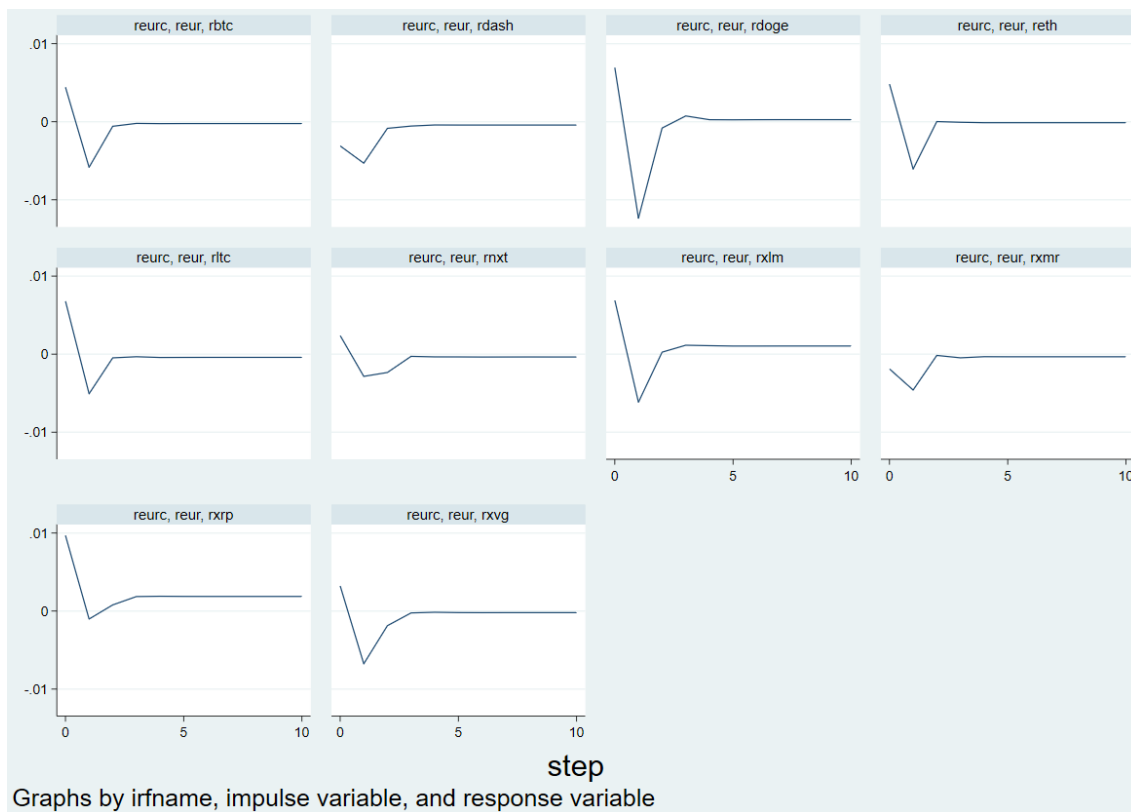 reurc, reur, rbtc
reurc, reur, rdash
reurc, reur, rdoge
reurc, reur, reth
.01
0
-.01
reurc, reur, rltc
reurc, reur, rnxt
reurc, reur, rxlm
reurc, reur, rxmr
.01
0
-.01
0 5 10
0 5 10
reurc, reur, rxrp
reurc, reur, rxvg
.01
0
-.01
0 5 10
0 5 10
step
Graphs by irfname, impulse variable, and response variable